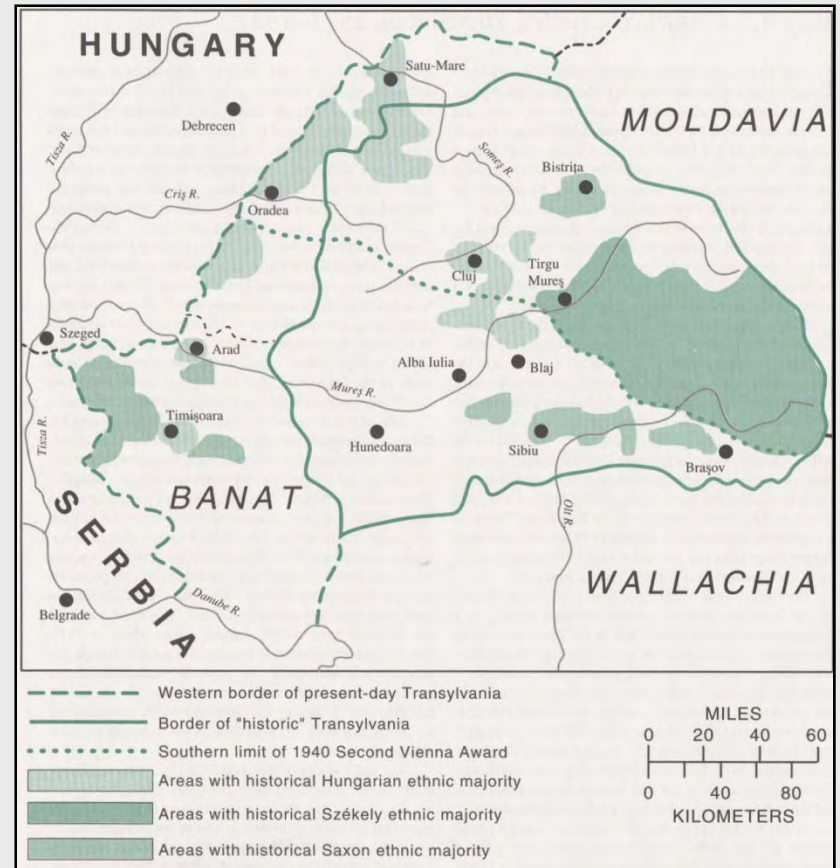 HUNGARY
Satu-Mare
Debrecen
MOLDAVIA
Tisza R.
Someş R.
Bistriţa
Criş R.
Oradea
Cluj
Tirgu
Mureş
Szeged
Arad
Alba Iulia
Blaj
Mureş R.
Timişoara
Hunedoara
Sibiu
Braşov
Tisza R.
BANAT
Olt R.
SERBIA
WALLACHIA
Danube R.
Belgrade
Western border of present-day Transylvania
Border of "historic" Transylvania
Southern limit of 1940 Second Vienna Award
Areas with historical Hungarian ethnic majority
Areas with historical Székely ethnic majority
Areas with historical Saxon ethnic majority
MILES
0 20 40 60
0 40 80
KILOMETERS